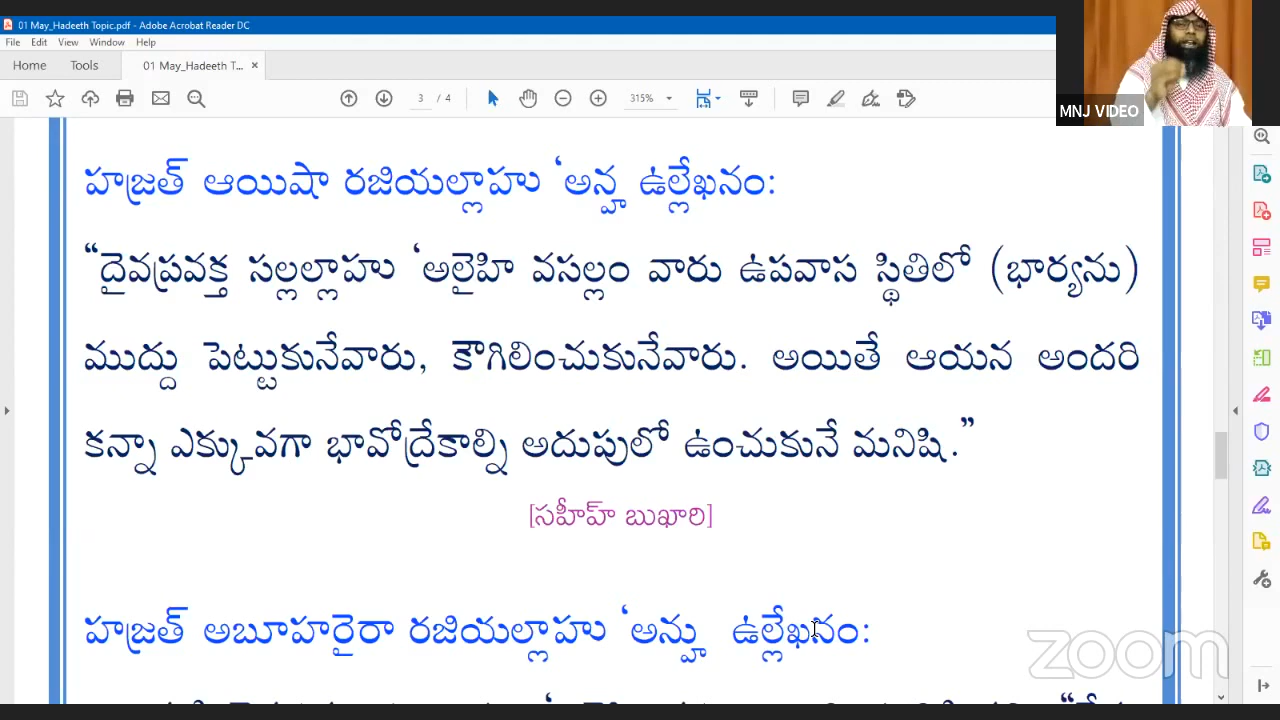 01 May_Hadeeth Topic.pdf - Adobe Acrobat Reader DC
File Edit View Window Help
Home Tools 01 May_Hadeeth T... ×
3 / 4 315%
MNJ VIDEO
హజ్రత్ ఆయిషా రజియల్లాహు ‘అన్హ ఉల్లేఖనం:
“దైవప్రవక్త సల్లల్లాహు ‘అలైహి వసల్లం వారు ఉపవాస స్థితిలో (భార్యను)
ముద్దు పెట్టుకునేవారు, కౌగిలించుకునేవారు. అయితే ఆయన అందరి
కన్నా ఎక్కువగా భావోద్రేకాల్ని అదుపులో ఉంచుకునే మనిషి.”
[సహీహ్ బుఖారి]
హజ్రత్ అబూహురైరా రజియల్లాహు ‘అన్హు ఉల్లేఖనం:
zoom